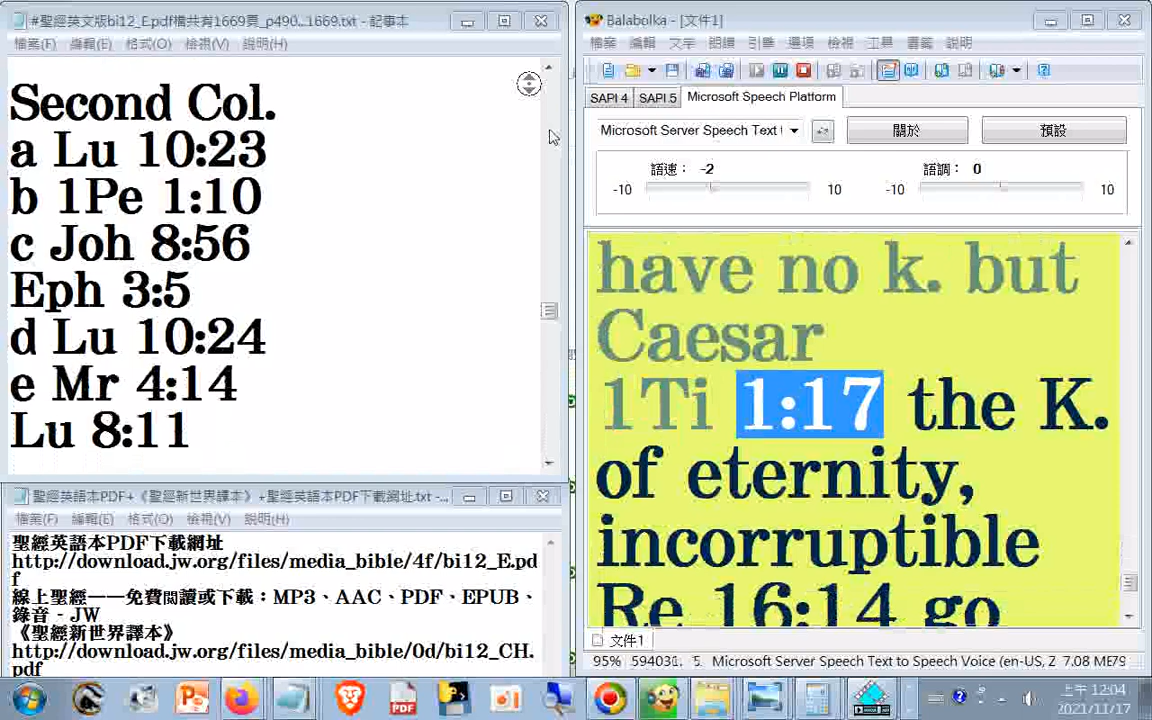 #聖經英文版bi12_E.pdf橫共有1669頁_p490...1669.txt - 記事本
檔案(F) 編輯(E) 格式(O) 檢視(V) 說明(H)
Second Col.
a Lu 10:23
b 1Pe 1:10
c Joh 8:56
Eph 3:5
d Lu 10:24
e Mr 4:14
Lu 8:11
聖經英語本PDF+《聖經新世界譯本》+聖經英語本PDF下載網址.txt - ...
檔案(F) 編輯(E) 格式(O) 檢視(V) 說明(H)
聖經英語本PDF下載網址
http://download.jw.org/files/media_bible/4f/bi12_E.pd
f
線上聖經——免費閱讀或下載：MP3、AAC、PDF、EPUB、
錄音 - JW
《聖經新世界譯本》
http://download.jw.org/files/media_bible/0d/bi12_CH.
pdf
Balabolka - [文件1]
檔案 編輯 文字 朗讀 引擎 選項 檢視 工具 書籤 說明
SAPI 4 SAPI 5 Microsoft Speech Platform
Microsoft Server Speech Text t 關於 預設
語速： -2 語調： 0
-10 10 -10 10
have no k. but
Caesar
1Ti 1:17 the K.
of eternity,
incorruptible
Re 16:14 go
文件1
95% 594031. 5. Microsoft Server Speech Text to Speech Voice (en-US, Z 7.08 ME79
PDF
上午 12:04
2021/11/17